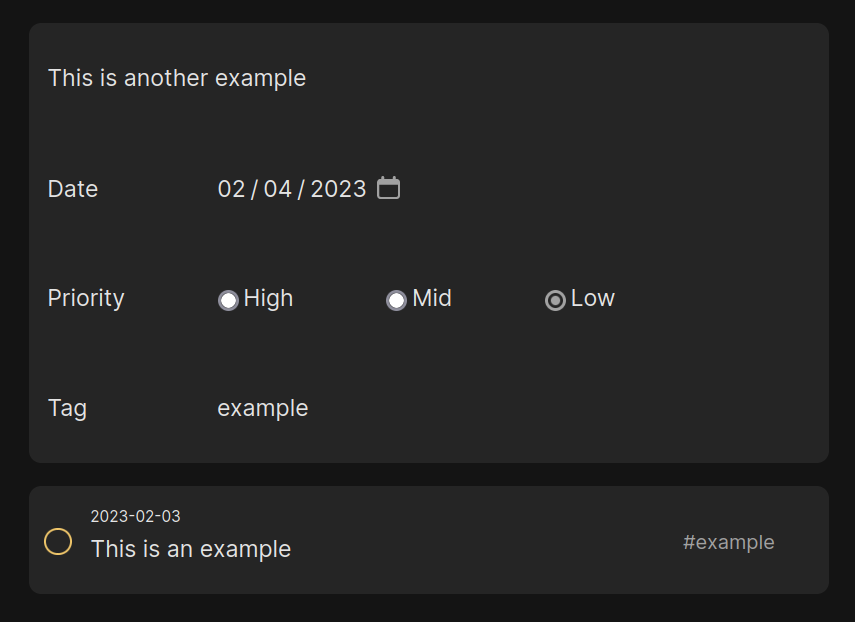 This is another example
Date 02/04/2023
Priority High Mid Low
Tag example
2023-02-03
This is an example
#example